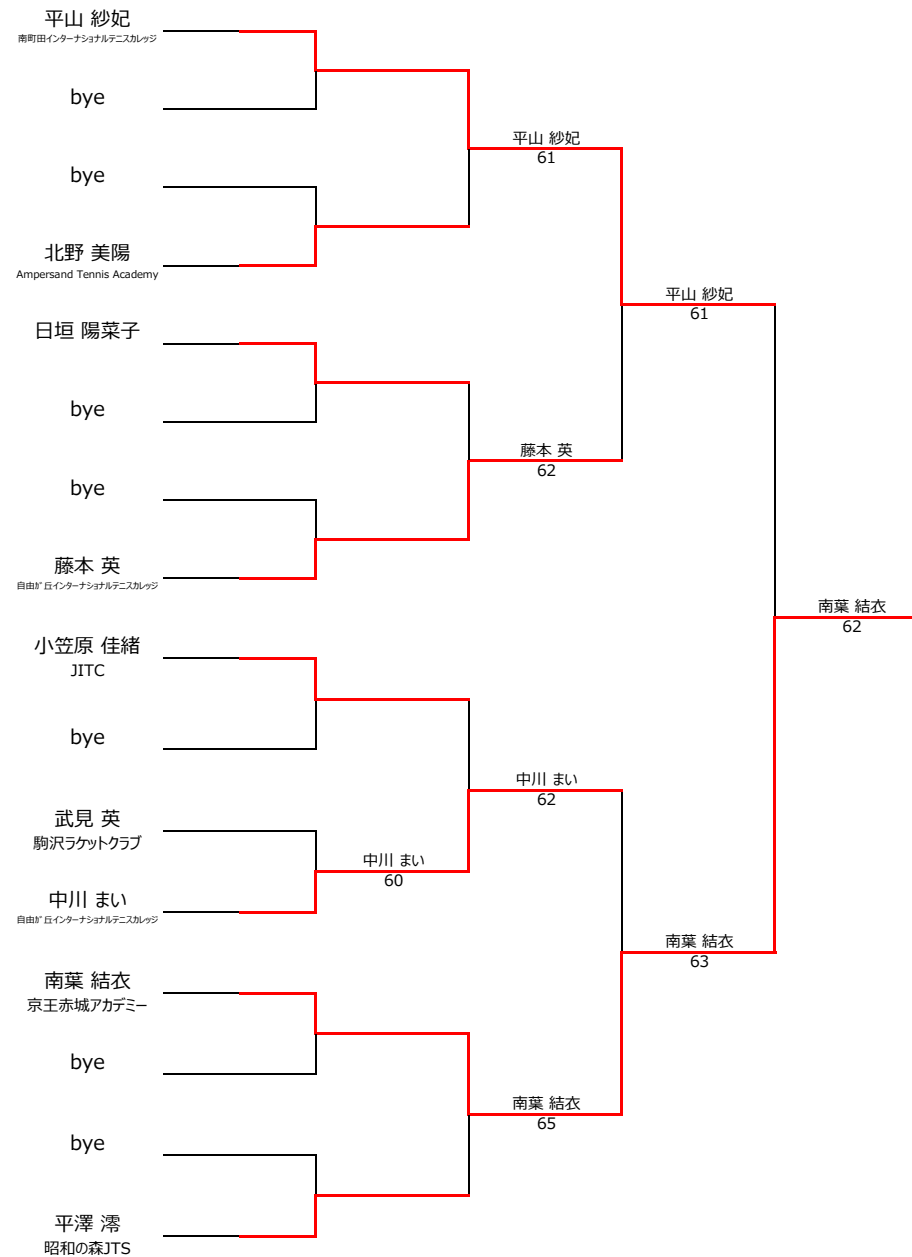 平山 紗妃
南町田インターナショナルテニスカレッジ
bye
bye
北野 美陽
Ampersand Tennis Academy
日垣 陽菜子
bye
bye
藤本 英
自由が丘インターナショナルテニスカレッジ
小笠原 佳緒
JITC
bye
武見 英
駒沢ラケットクラブ
中川 まい
自由が丘インターナショナルテニスカレッジ
南葉 結衣
京王赤城アカデミー
bye
bye
平澤 澪
昭和の森JTS
中川 まい
60
平山 紗妃
61
藤本 英
62
中川 まい
62
南葉 結衣
65
平山 紗妃
61
南葉 結衣
63
南葉 結衣
62